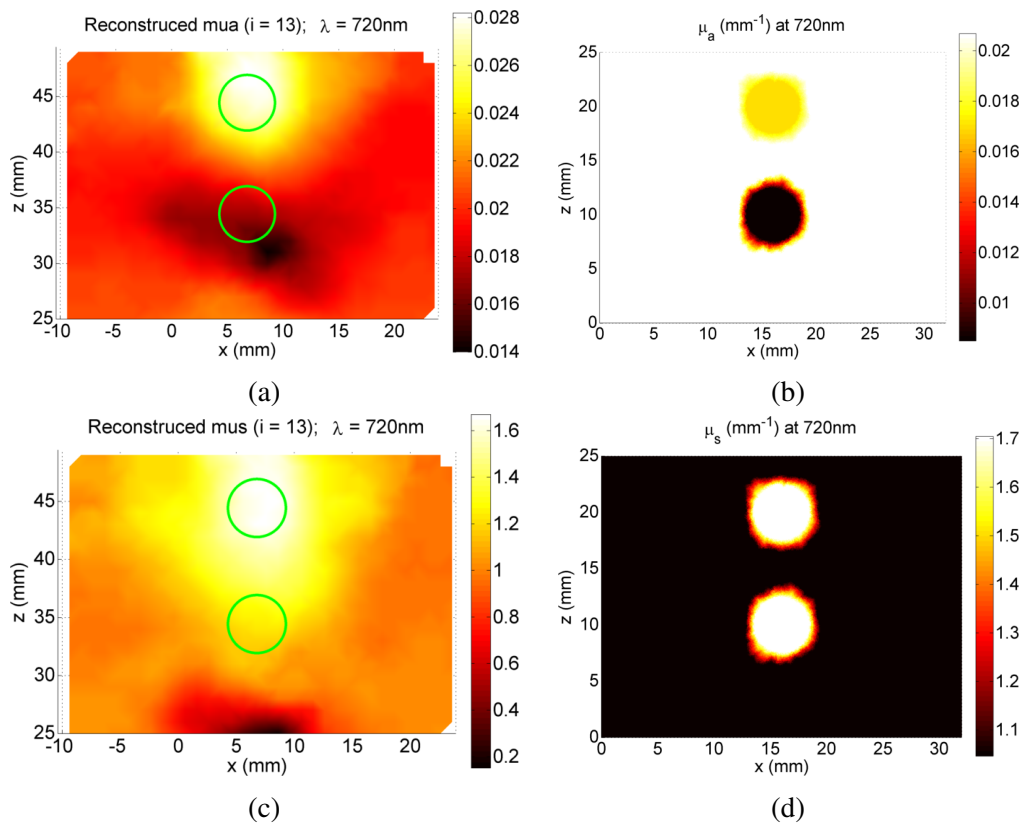 Reconstruced mua (i = 13); λ = 720nm
z (mm)
45
40
35
30
25
-10 -5 0 5 10 15 20
x (mm)
0.028
0.026
0.024
0.022
0.02
0.018
0.016
0.014
(a)
μa (mm-1) at 720nm
z (mm)
25
20
15
10
5
0
0 5 10 15 20 25 30
x (mm)
0.02
0.018
0.016
0.014
0.012
0.01
(b)
Reconstruced mus (i = 13); λ = 720nm
z (mm)
45
40
35
30
25
-10 -5 0 5 10 15 20
x (mm)
1.6
1.4
1.2
1
0.8
0.6
0.4
0.2
(c)
μs (mm-1) at 720nm
z (mm)
25
20
15
10
5
0
0 5 10 15 20 25 30
x (mm)
1.7
1.6
1.5
1.4
1.3
1.2
1.1
(d)